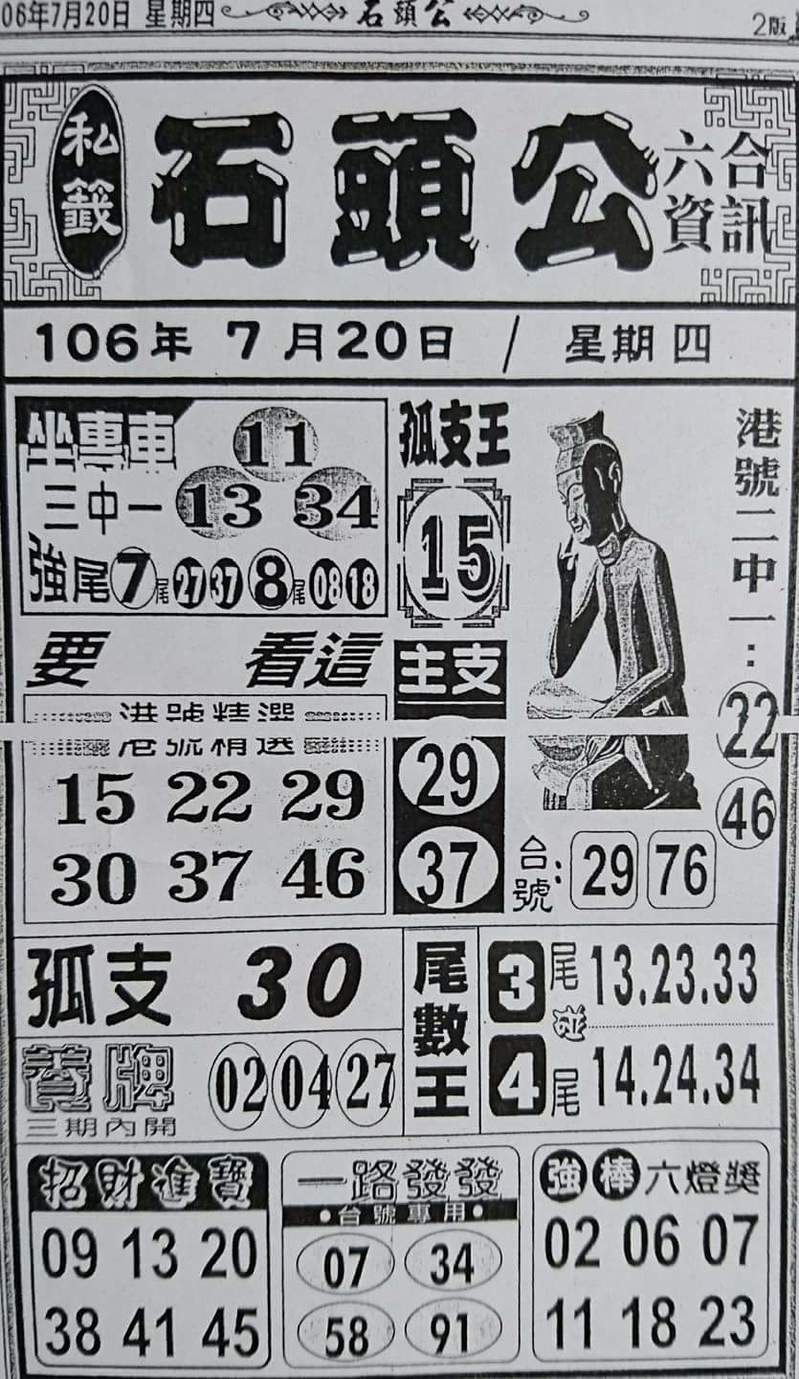 06年7月20日 星期四 石頭公 2版
私籤 石頭公 六合資訊
106年 7月20日 / 星期四
坐專車 11
三中一 13 34
強尾 7尾 27 37 8尾 08 18
孤支王
15
港號二中一：
22
46
要 看這
港號精選
港號精選
15 22 29
30 37 46
主支
29
37
台號: 29 76
孤支 30
養牌 02 04 27
三期內開
尾數王
3尾 13.23.33
碰
4尾 14.24.34
招財進寶
09 13 20
38 41 45
一路發發
•台號專用•
07 34
58 91
強棒六燈獎
02 06 07
11 18 23